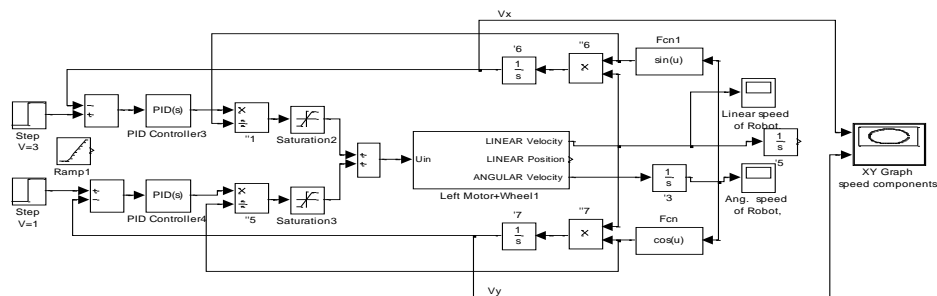 Vx
'6
"6
Fcn1
1
s
×
sin(u)
Step
V=3
PID(s)
PID Controller3
×
÷
"1
Saturation2
Linear speed
of Robot,
Ramp1
Uin
LINEAR Velocity
LINEAR Position
ANGULAR Velocity
Left Motor+Wheel1
1
s
'5
XY Graph
speed components
1
s
'3
Ang. speed
of Robot,
Step
V=1
PID(s)
PID Controller4
×
÷
"5
Saturation3
'7
"7
Fcn
1
s
×
cos(u)
Vy